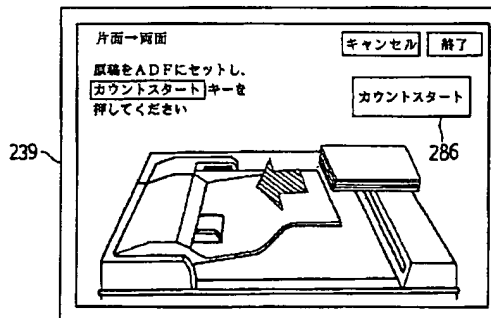 片面→両面
キャンセル 終了
原稿をADFにセットし、
カウントスタート キーを
押してください
カウントスタート
239
286